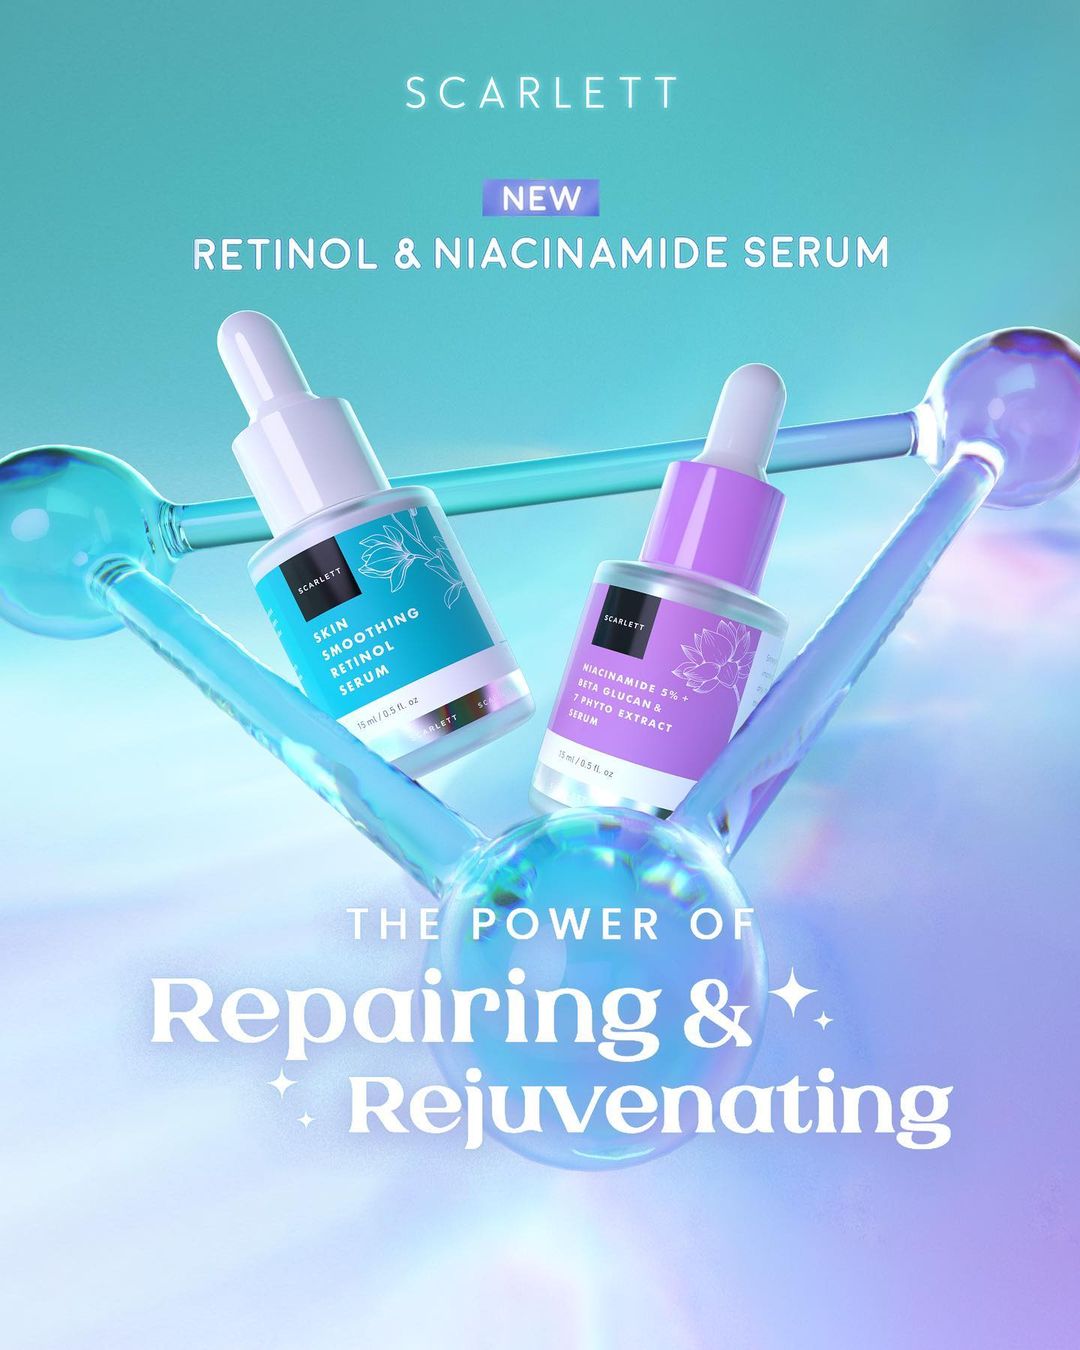 SCARLETT
NEW
RETINOL & NIACINAMIDE SERUM
SCARLETT
SKIN
SMOOTHING
RETINOL
SERUM
15 ml / 0.5 fl. oz
SCARLETT
SCARLETT
NIACINAMIDE 5% +
BETA GLUCAN &
7 PHYTO EXTRACT
SERUM
15 ml / 0.5 fl. oz
THE POWER OF
Repairing &
Rejuvenating